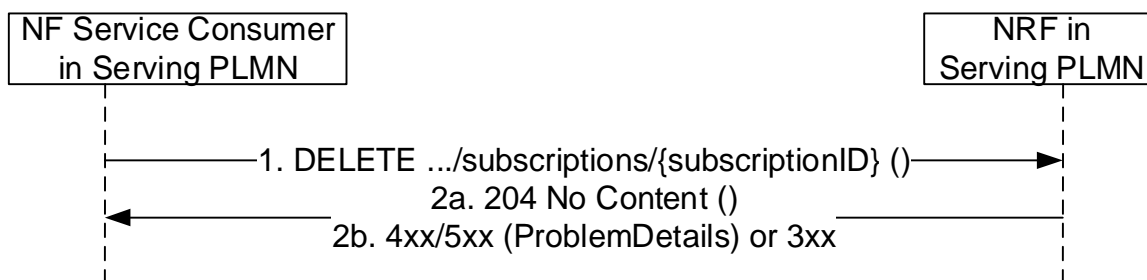 NF Service Consumer
in Serving PLMN
NRF in
Serving PLMN
1. DELETE .../subscriptions/{subscriptionID} ()
2a. 204 No Content ()
2b. 4xx/5xx (ProblemDetails) or 3xx